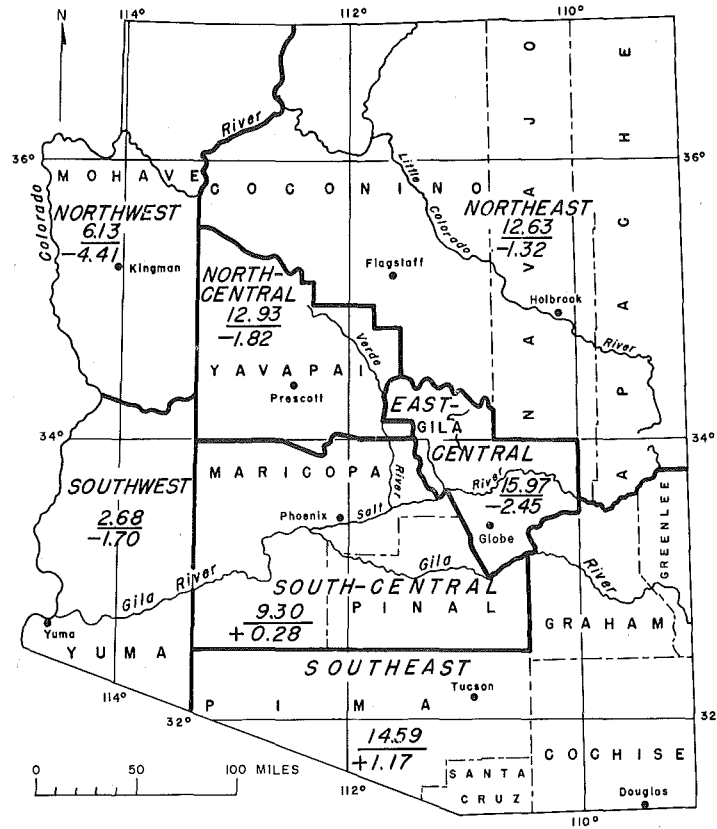 N
114°
112°
110°
36°
36°
River
MOHAVE
COCONINO
NAVAJO
APACHE
Colorado
NORTHWEST
6.13
-4.41
Kingman
Little
Colorado
NORTHEAST
12.63
-1.32
Flagstaff
Holbrook
River
NORTH-
CENTRAL
12.93
-1.82
Verde
YAVAPAI
Prescott
EAST-
GILA
CENTRAL
15.97
-2.45
34°
34°
MARICOPA
River
River
SOUTHWEST
2.68
-1.70
Phoenix
Salt
Globe
GREENLEE
Gila
River
SOUTH-CENTRAL
9.30
+0.28
PINAL
Gila
River
Yuma
YUMA
GRAHAM
SOUTHEAST
Tucson
114°
32°
PIMA
32°
14.59
+1.17
COCHISE
SANTA
CRUZ
0 50 100 MILES
112°
Douglas
110°